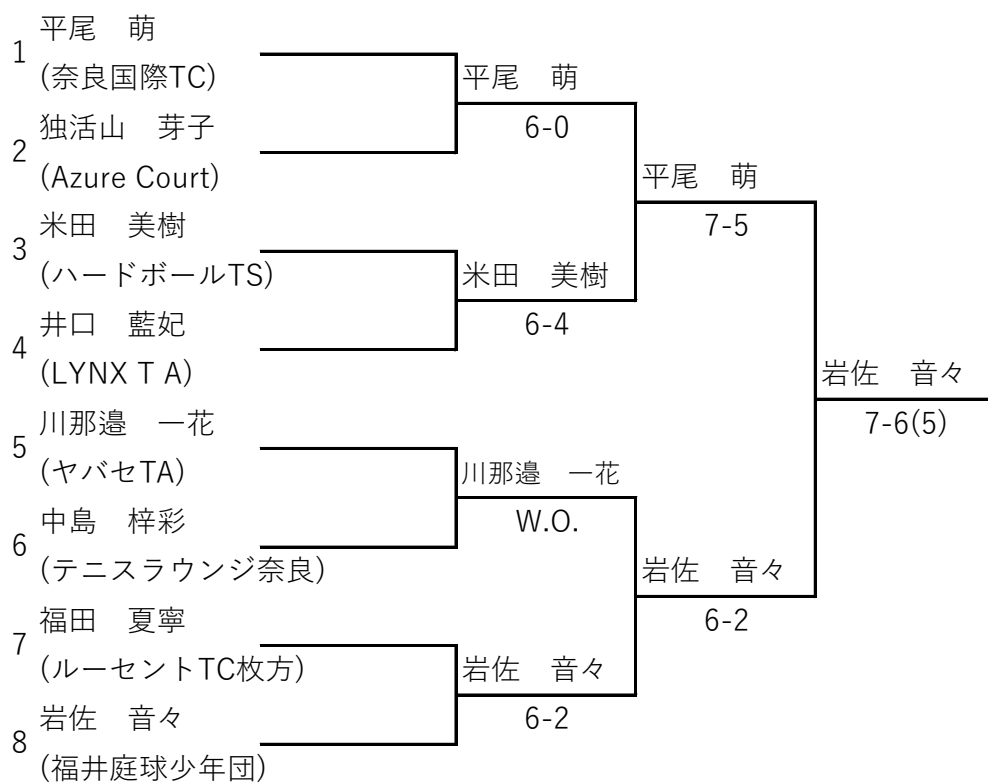 1 平尾　萌
(奈良国際TC)
2 独活山　芽子
(Azure Court)
3 米田　美樹
(ハードボールTS)
4 井口　藍妃
(LYNX T A)
5 川那邉　一花
(ヤバセTA)
6 中島　梓彩
(テニスラウンジ奈良)
7 福田　夏寧
(ルーセントTC枚方)
8 岩佐　音々
(福井庭球少年団)
平尾　萌
6-0
米田　美樹
6-4
川那邉　一花
W.O.
岩佐　音々
6-2
平尾　萌
7-5
岩佐　音々
6-2
岩佐　音々
7-6(5)